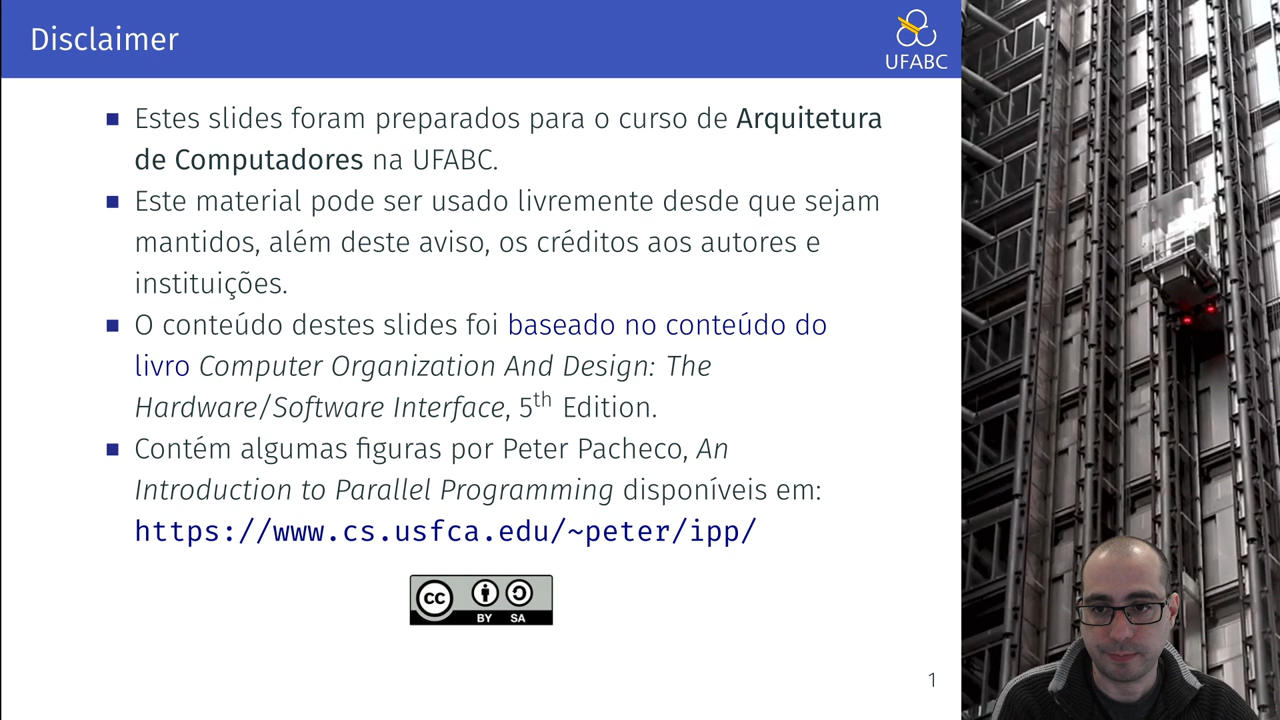 Disclaimer
UFABC
Estes slides foram preparados para o curso de Arquitetura
de Computadores na UFABC.
Este material pode ser usado livremente desde que sejam
mantidos, além deste aviso, os créditos aos autores e
instituições.
O conteúdo destes slides foi baseado no conteúdo do
livro Computer Organization And Design: The
Hardware/Software Interface, 5th Edition.
Contém algumas figuras por Peter Pacheco, An
Introduction to Parallel Programming disponíveis em:
https://www.cs.usfca.edu/~peter/ipp/
cc
BY SA
1